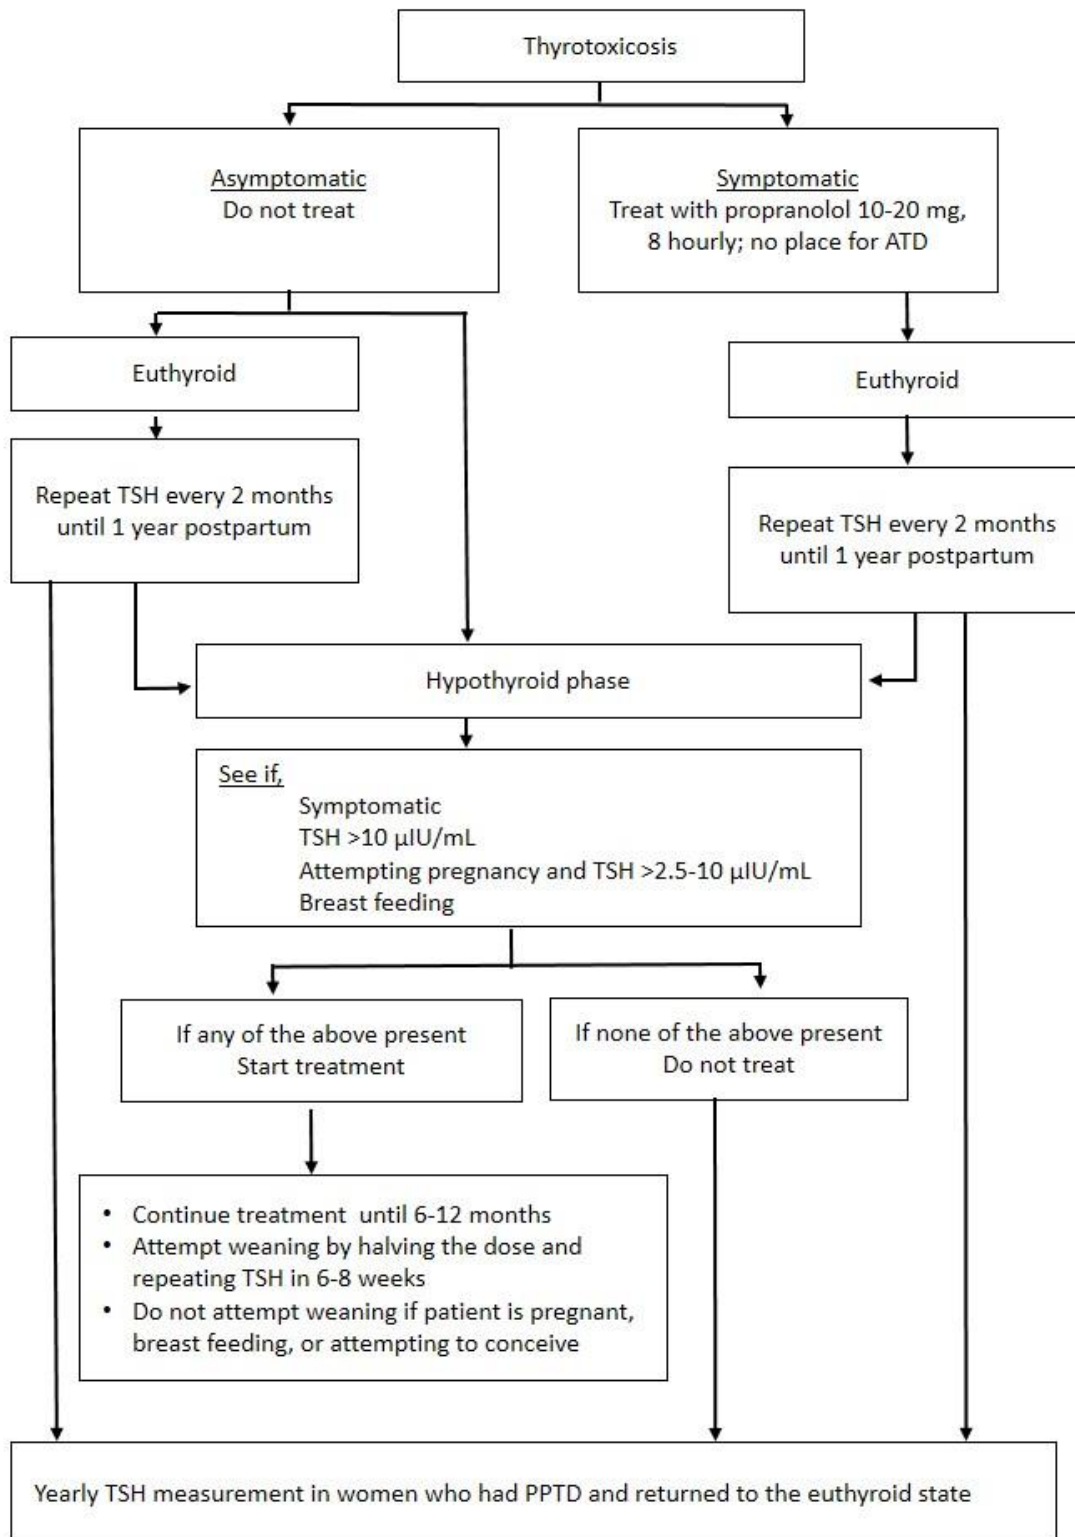 Thyrotoxicosis
Asymptomatic
Do not treat
Symptomatic
Treat with propranolol 10-20 mg,
8 hourly; no place for ATD
Euthyroid
Euthyroid
Repeat TSH every 2 months
until 1 year postpartum
Repeat TSH every 2 months
until 1 year postpartum
Hypothyroid phase
See if,
Symptomatic
TSH >10 µIU/mL
Attempting pregnancy and TSH >2.5-10 µIU/mL
Breast feeding
If any of the above present
Start treatment
If none of the above present
Do not treat
• Continue treatment until 6-12 months
• Attempt weaning by halving the dose and
repeating TSH in 6-8 weeks
• Do not attempt weaning if patient is pregnant,
breast feeding, or attempting to conceive
Yearly TSH measurement in women who had PPTD and returned to the euthyroid state